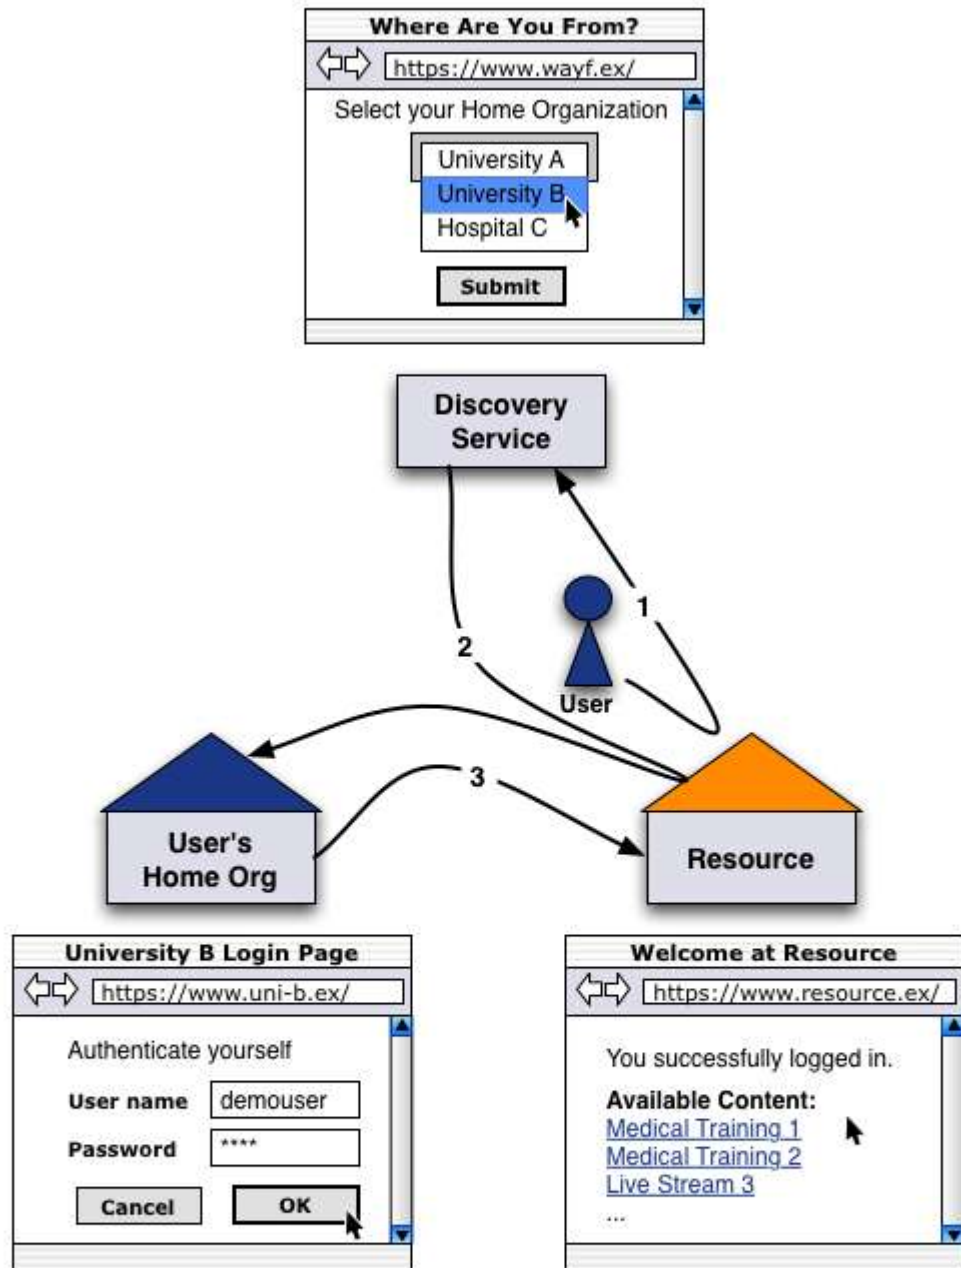 Where Are You From?
https://www.wayf.ex/
Select your Home Organization
University A
University B
Hospital C
Submit
Discovery
Service
1
2
User
3
User's
Home Org
Resource
University B Login Page
https://www.uni-b.ex/
Authenticate yourself
User name demouser
Password ****
Cancel OK
Welcome at Resource
https://www.resource.ex/
You successfully logged in.
Available Content:
Medical Training 1
Medical Training 2
Live Stream 3
...